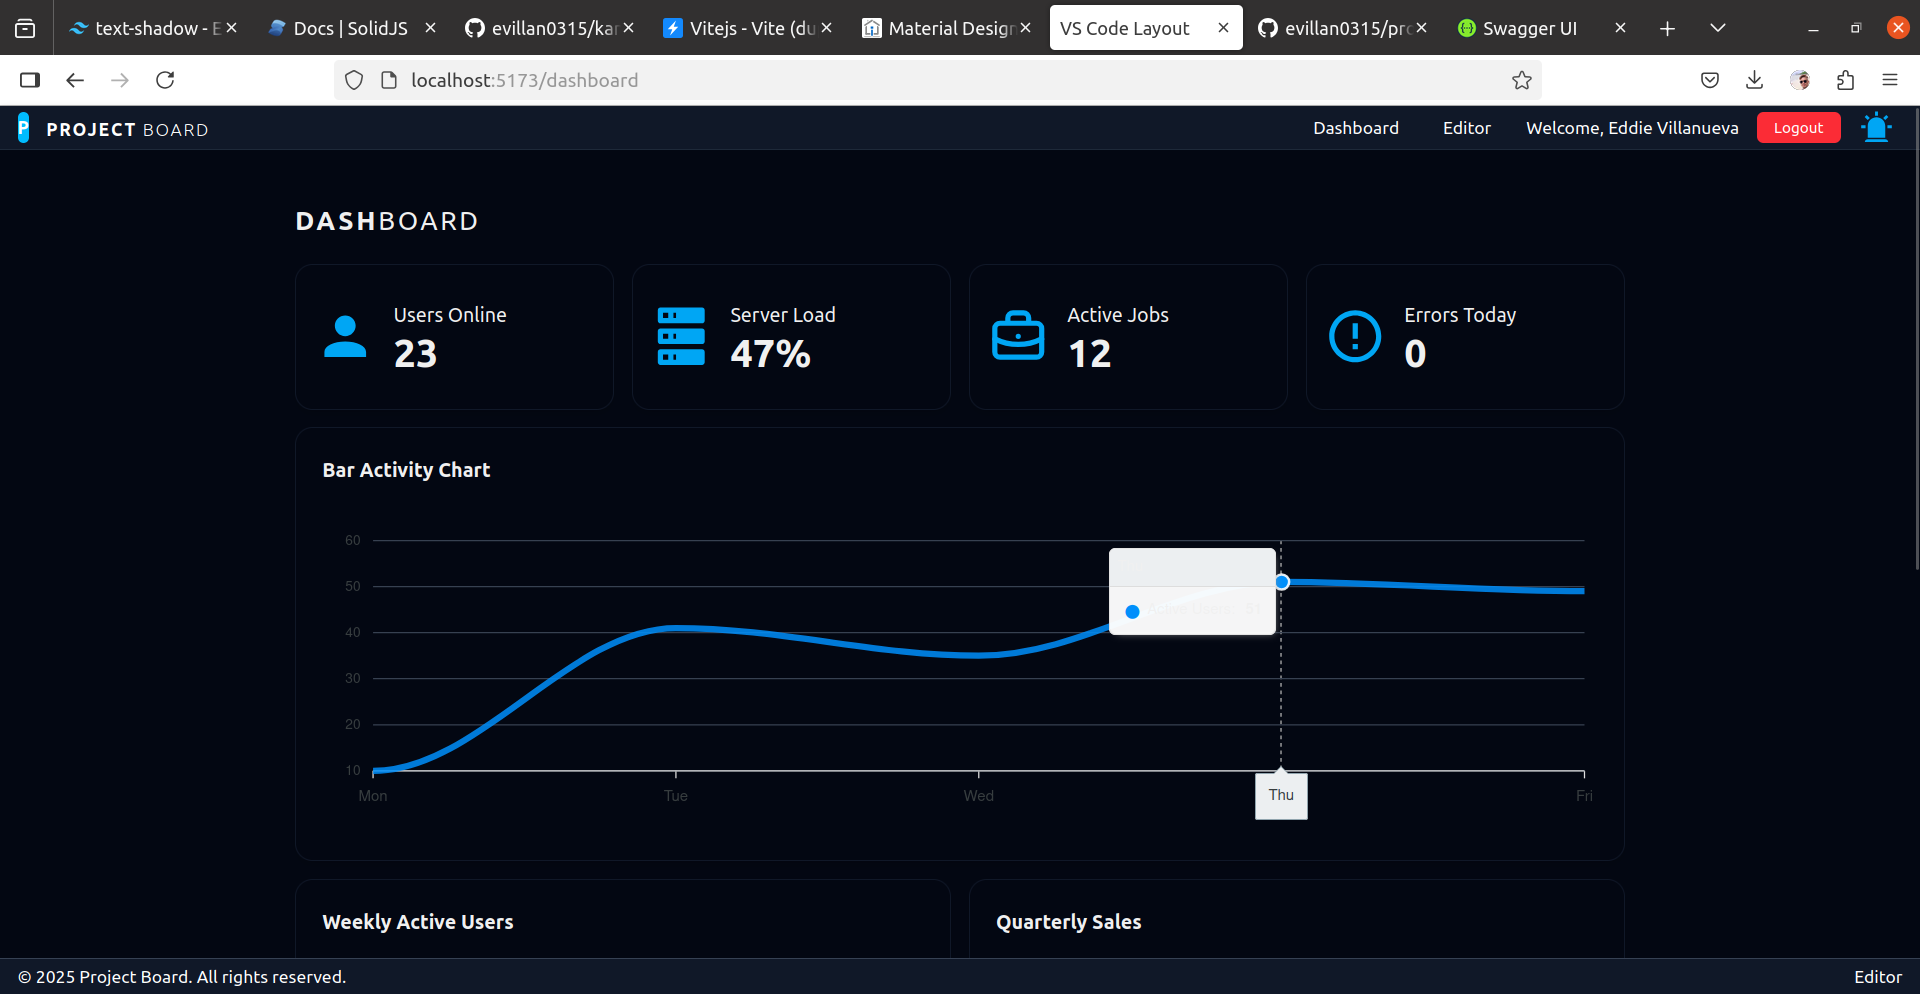 text-shadow - E
Docs | SolidJS
evillan0315/kar
Vitejs - Vite (du
Material Design
VS Code Layout
evillan0315/pro
Swagger UI
localhost:5173/dashboard
P PROJECT BOARD
Dashboard
Editor
Welcome, Eddie Villanueva
Logout
DASHBOARD
Users Online
23
Server Load
47%
Active Jobs
12
Errors Today
0
Bar Activity Chart
60
50
40
30
20
10
51
Mon
Tue
Wed
Thu
Fri
Weekly Active Users
Quarterly Sales
© 2025 Project Board. All rights reserved.
Editor